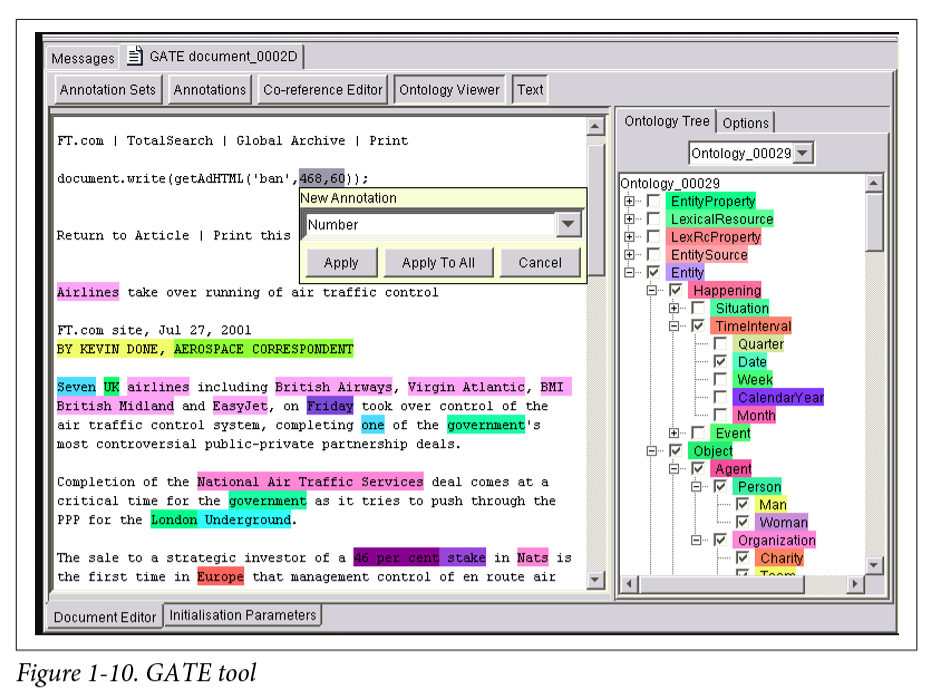 Messages GATE document_0002D
Annotation Sets Annotations Co-reference Editor Ontology Viewer Text
FT.com | TotalSearch | Global Archive | Print
document.write(getAdHTML('ban',468,60));
New Annotation
Number
Return to Article | Print this
Apply Apply To All Cancel
Airlines take over running of air traffic control
FT.com site, Jul 27, 2001
BY KEVIN DONE, AEROSPACE CORRESPONDENT
Seven UK airlines including British Airways, Virgin Atlantic, BMI
British Midland and EasyJet, on Friday took over control of the
air traffic control system, completing one of the government's
most controversial public-private partnership deals.
Completion of the National Air Traffic Services deal comes at a
critical time for the government as it tries to push through the
PPP for the London Underground.
The sale to a strategic investor of a 46 per cent stake in Nats is
the first time in Europe that management control of en route air
Ontology Tree Options
Ontology_00029
Ontology_00029
EntityProperty
LexicalResource
LexRcProperty
EntitySource
Entity
Happening
Situation
TimeInterval
Quarter
Date
Week
CalendarYear
Month
Event
Object
Agent
Person
Man
Woman
Organization
Charity
Team
Document Editor Initialisation Parameters
Figure 1-10. GATE tool